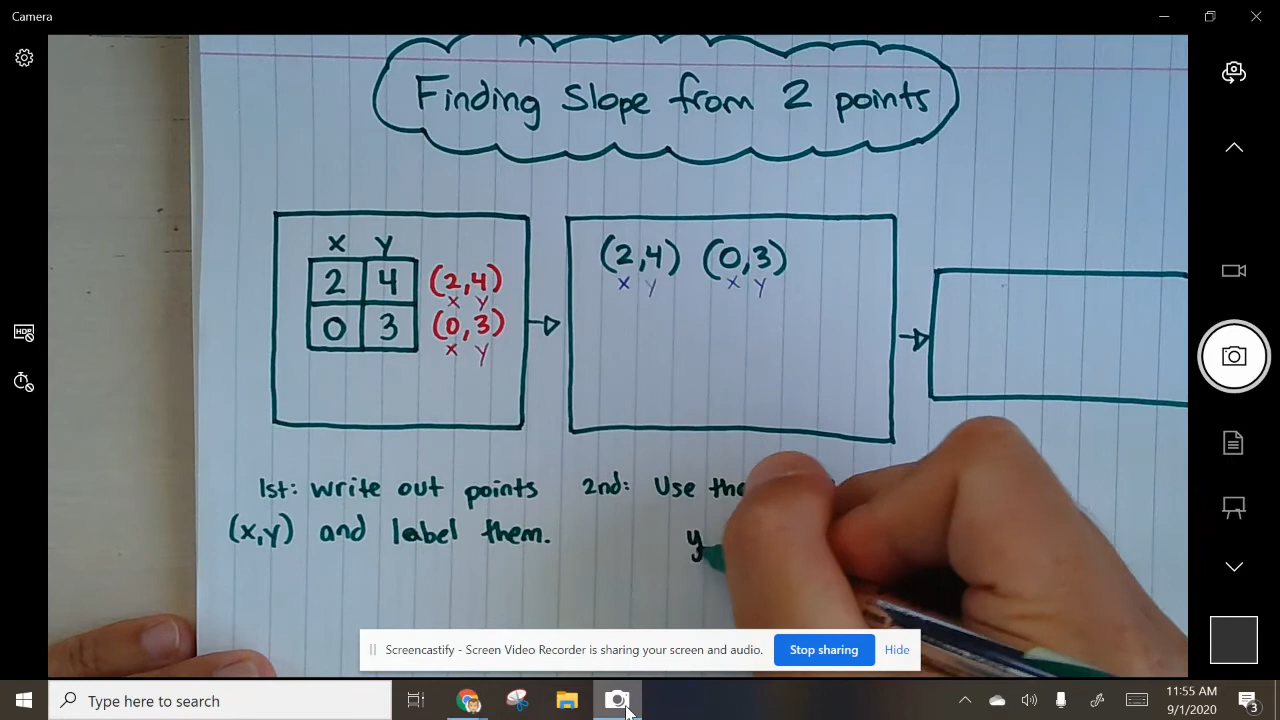 Camera
Finding Slope from 2 points
x y
2 4 (2,4)
x y
0 3 (0,3)
x y
(2,4) (0,3)
x y x y
1st: write out points
(x,y) and label them.
2nd: Use the
y
Screencastify - Screen Video Recorder is sharing your screen and audio.
Stop sharing
Hide
Type here to search
11:55 AM
9/1/2020
3